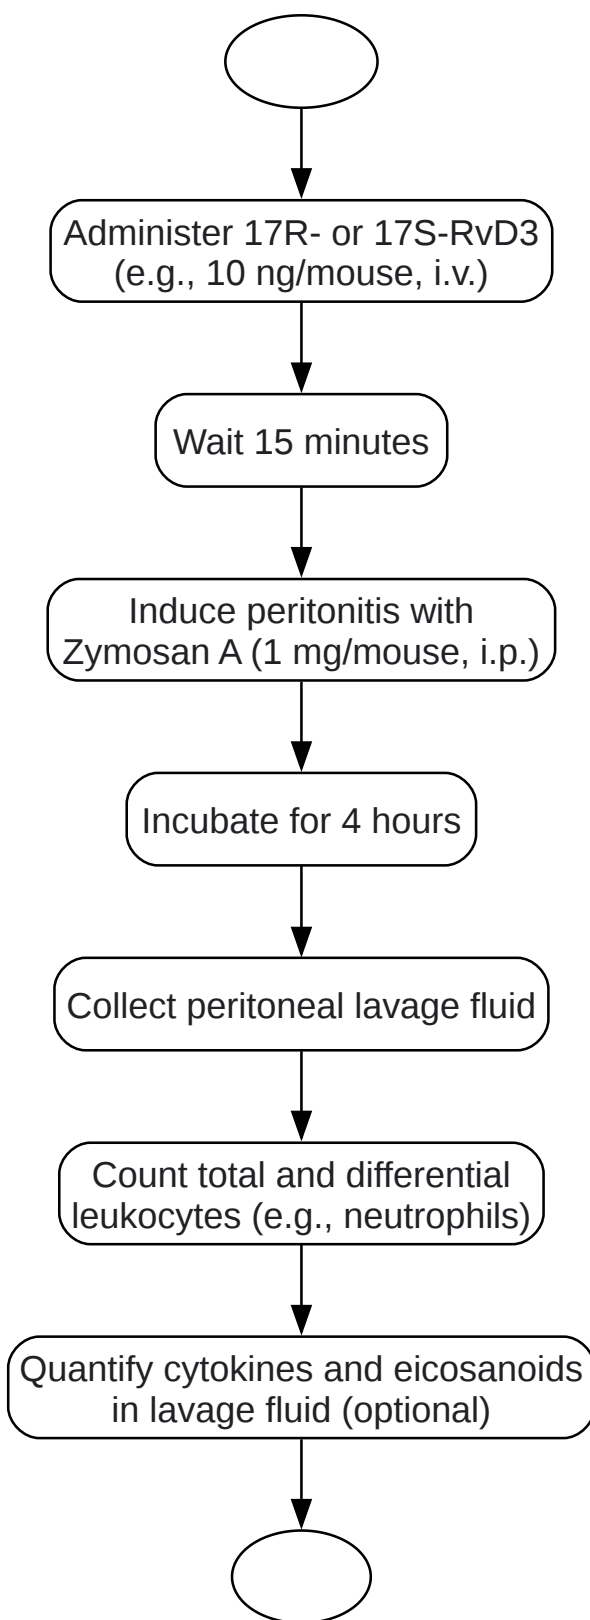 Administer 17R- or 17S-RvD3
(e.g., 10 ng/mouse, i.v.)
Wait 15 minutes
Induce peritonitis with
Zymosan A (1 mg/mouse, i.p.)
Incubate for 4 hours
Collect peritoneal lavage fluid
Count total and differential
leukocytes (e.g., neutrophils)
Quantify cytokines and eicosanoids
in lavage fluid (optional)